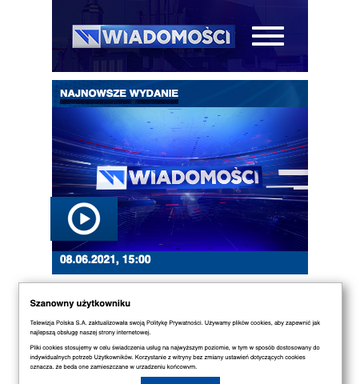 WIADOMOŚCI
NAJNOWSZE WYDANIE
WIADOMOŚCI
08.06.2021, 15:00
Szanowny użytkowniku
Telewizja Polska S.A. zaktualizowała swoją Politykę Prywatności. Używamy plików cookies, aby zapewnić jak
najlepszą obsługę naszej strony internetowej.
Pliki cookies stosujemy w celu świadczenia usług na najwyższym poziomie, w tym w sposób dostosowany do
indywidualnych potrzeb Użytkowników. Korzystanie z witryny bez zmiany ustawień dotyczących cookies
oznacza, że będą one zamieszczane w urządzeniu końcowym.